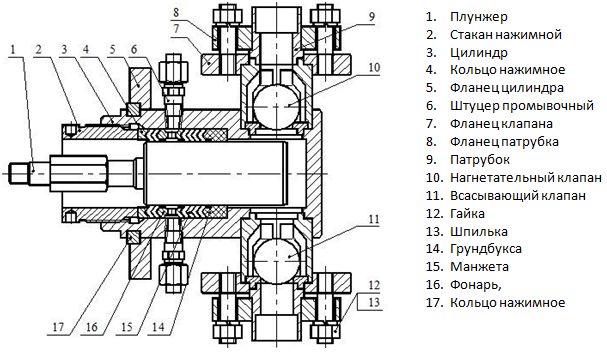 1
2
3
4
5
6
7
8
9
10
11
12
13
14
15
16
17
1. Плунжер
2. Стакан нажимной
3. Цилиндр
4. Кольцо нажимное
5. Фланец цилиндра
6. Штуцер промывочный
7. Фланец клапана
8. Фланец патрубка
9. Патрубок
10. Нагнетательный клапан
11. Всасывающий клапан
12. Гайка
13. Шпилька
14. Грундбукса
15. Манжета
16. Фонарь,
17. Кольцо нажимное